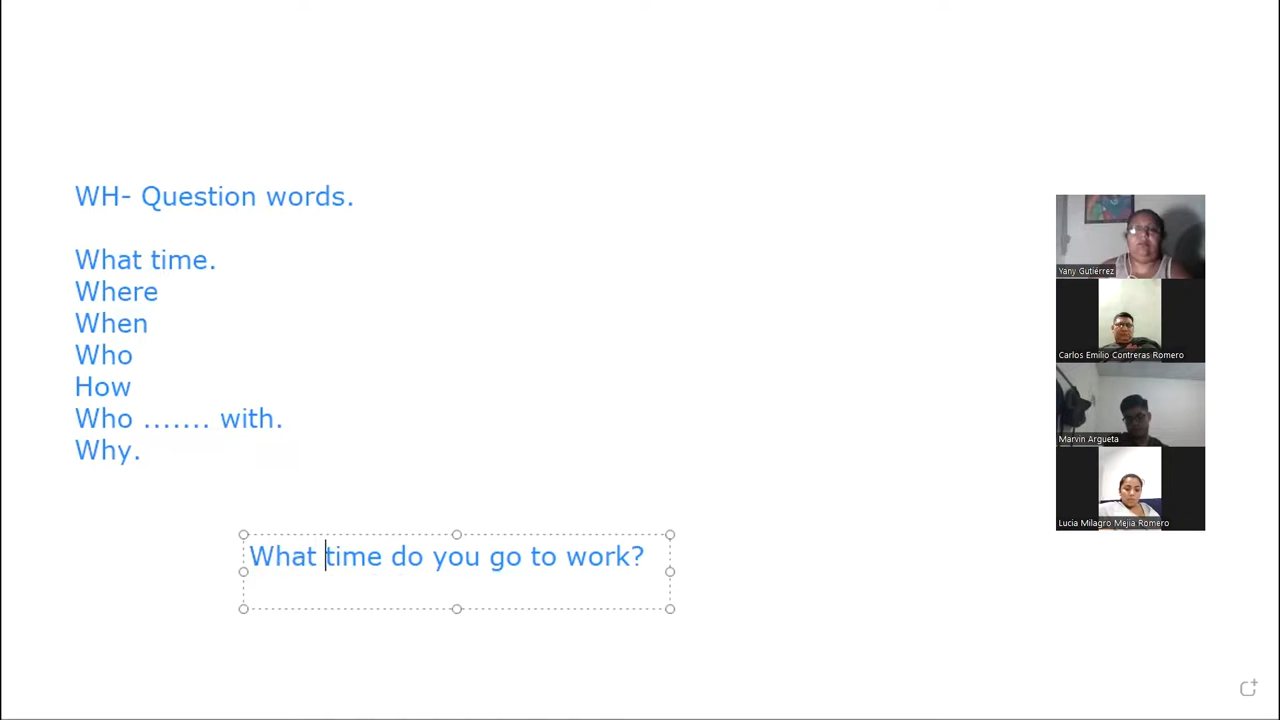 WH- Question words.
What time.
Where
When
Who
How
Who ....... with.
Why.
What time do you go to work?
Yany Gutiérrez
Carlos Emilio Contreras Romero
Marvin Argueta
Lucia Milagro Mejia Romero